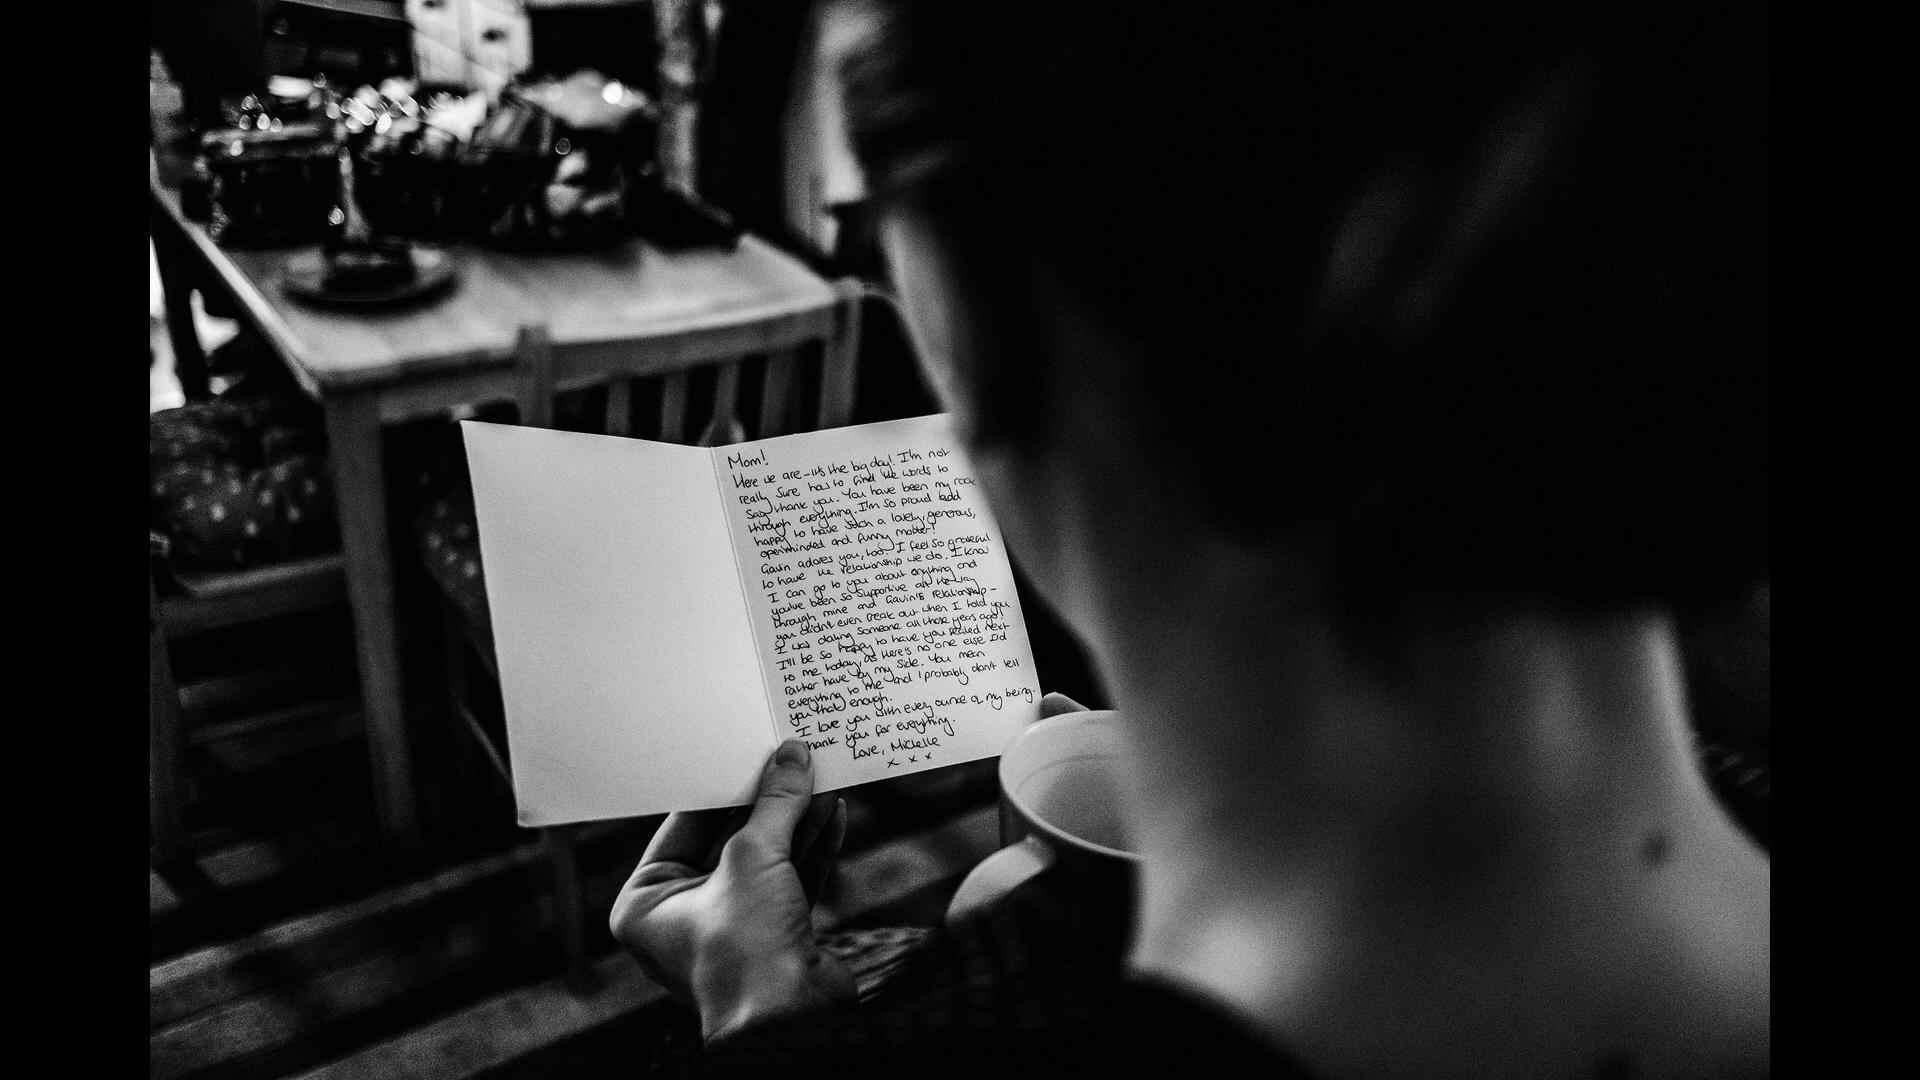 Mom!
Here we are - it's the big day! I'm not
really sure how to find the words to
say thank you. You have been my rock
through everything. I'm so proud and
happy to have such a lovely, generous,
openminded and funny mother!
Gavin adores you, too. I feel so grateful
to have the relationship we do. I know
I can go to you about anything and
you've been so supportive all the way
through mine and Gavin's relationship -
you didn't even freak out when I told you
I was dating someone all those years ago!
I'll be so happy to have you seated next
to me today, as there's no one else I'd
rather have by my side. You mean
everything to me and I probably don't tell
you that enough.
I love you with every ounce of my being.
Thank you for everything.
Love, Michelle
x x x